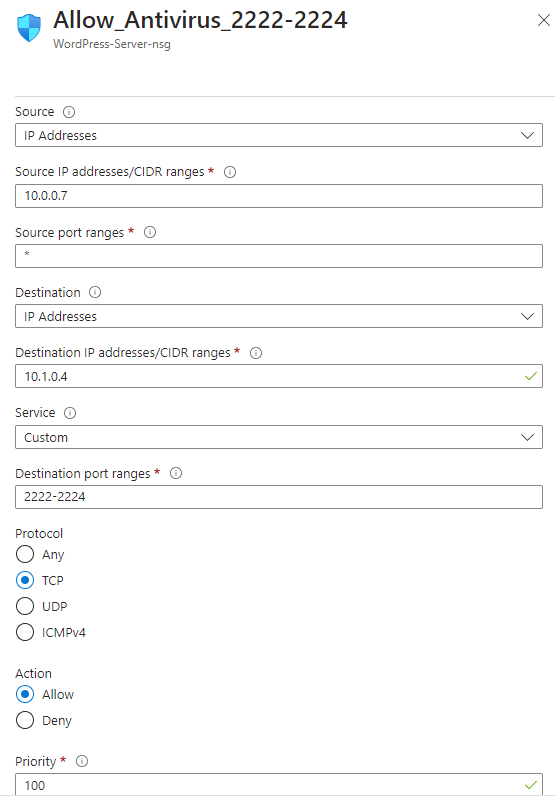 Allow_Antivirus_2222-2224
WordPress-Server-nsg
Source
IP Addresses
Source IP addresses/CIDR ranges *
10.0.0.7
Source port ranges *
*
Destination
IP Addresses
Destination IP addresses/CIDR ranges *
10.1.0.4
Service
Custom
Destination port ranges *
2222-2224
Protocol
Any
TCP
UDP
ICMPv4
Action
Allow
Deny
Priority *
100